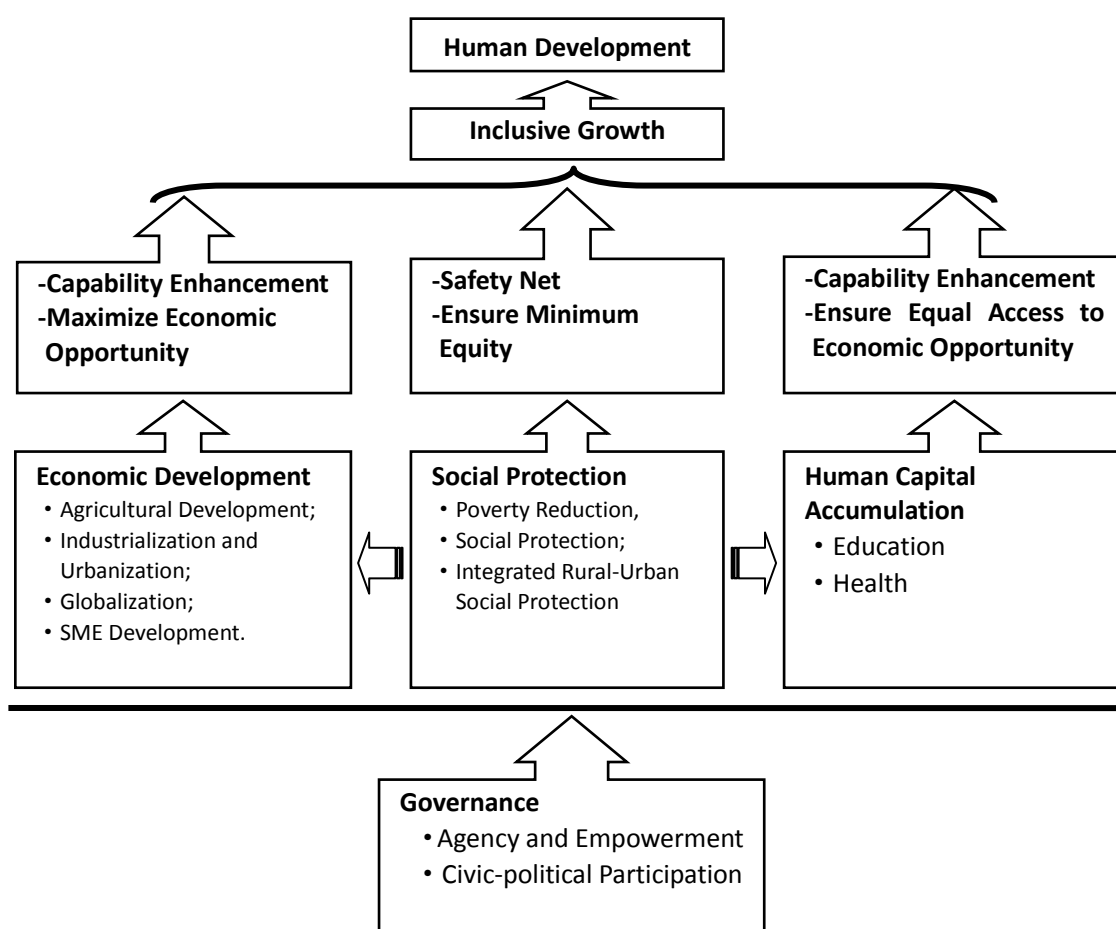 Human Development
Inclusive Growth
-Capability Enhancement
-Maximize Economic
Opportunity
-Safety Net
-Ensure Minimum
Equity
-Capability Enhancement
-Ensure Equal Access to
Economic Opportunity
Economic Development
・Agricultural Development;
・Industrialization and
Urbanization;
・Globalization;
・SME Development.
Social Protection
・Poverty Reduction,
・Social Protection;
・Integrated Rural-Urban
Social Protection
Human Capital
Accumulation
・Education
・Health
Governance
・Agency and Empowerment
・Civic-political Participation